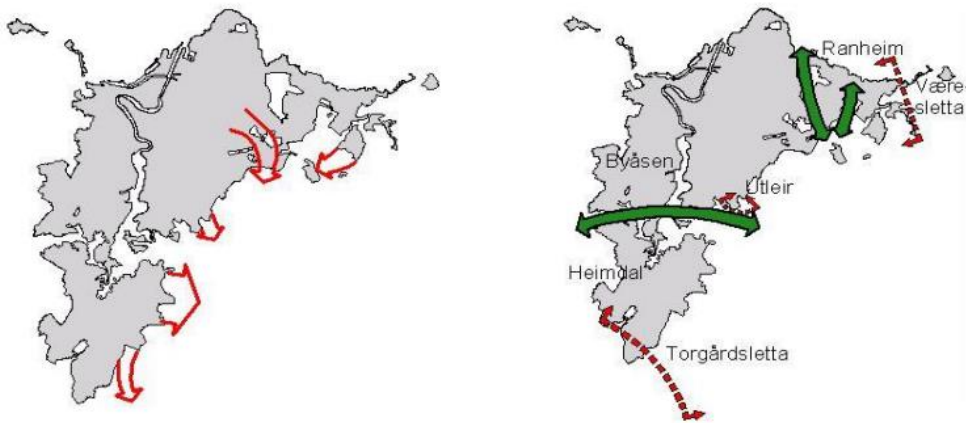 Ranheim
Være-
sletta
Byåsen
Utleir
Heimdal
Torgårdsletta